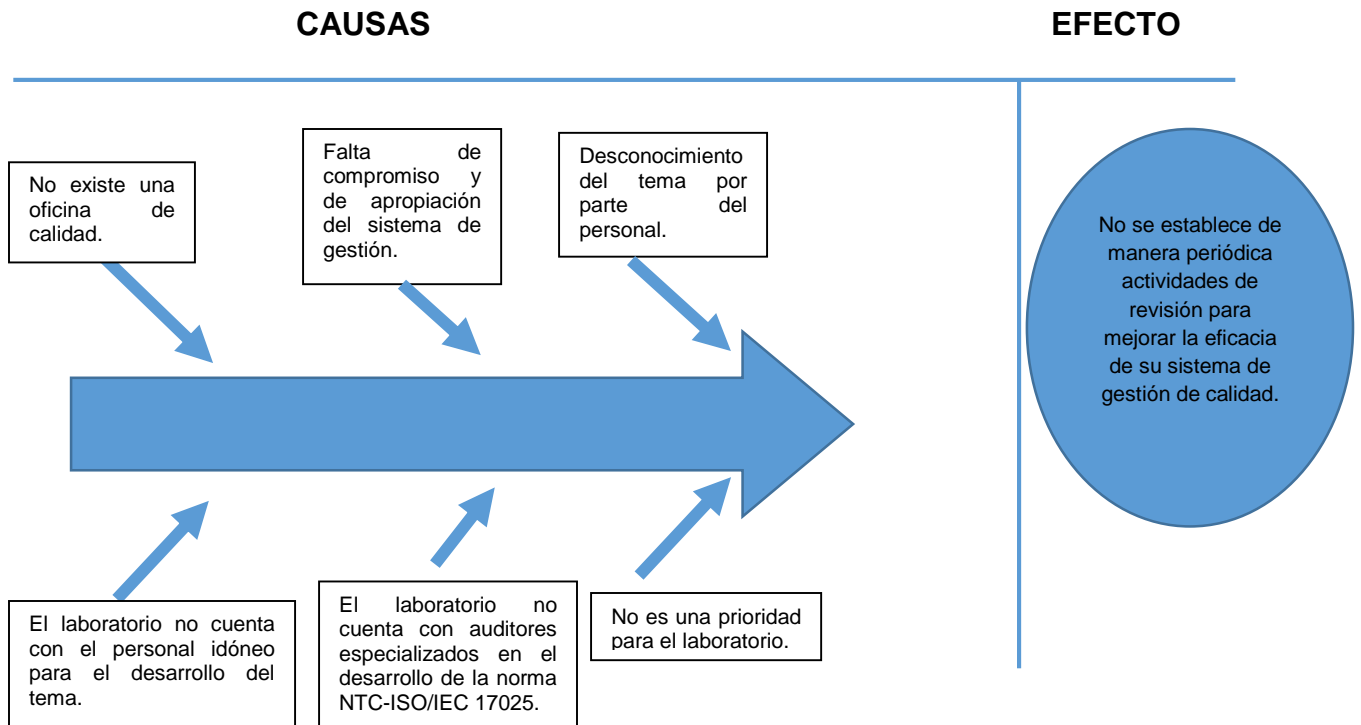 CAUSAS
EFECTO
No existe una
oficina de
calidad.
Falta de
compromiso y
de apropiación
del sistema de
gestión.
Desconocimiento
del tema por
parte del
personal.
No se establece de
manera periódica
actividades de
revisión para
mejorar la eficacia
de su sistema de
gestión de calidad.
El laboratorio no cuenta
con el personal idóneo
para el desarrollo del
tema.
El laboratorio no
cuenta con auditores
especializados en el
desarrollo de la norma
NTC-ISO/IEC 17025.
No es una prioridad
para el laboratorio.